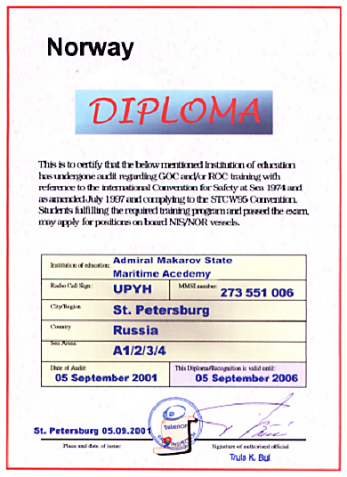 Norway
DIPLOMA
This is to certify that the below mentioned institution of education
has undergone audit regarding GOC and/or ROC training with
reference to the international Convention for Safety at Sea 1974 and
as amended July 1997 and complying to the STCW95 Convention.
Students fulfilling the required training program and passed the exam,
may apply for positions on board NIS/NOR vessels.
Institution of education: Admiral Makarov State
Maritime Acedemy
Radio Call Sign: UPYH MMSI number: 273 551 006
City/Region St. Petersburg
Country Russia
Sea Areas: A1/2/3/4
Date of Audit: This Diploma/Recognition is valid until:
05 September 2001 05 September 2006
telenor
St. Petersburg 05.09.2001
Place and date of issue: Signature of authorised official
Truls K. Bul